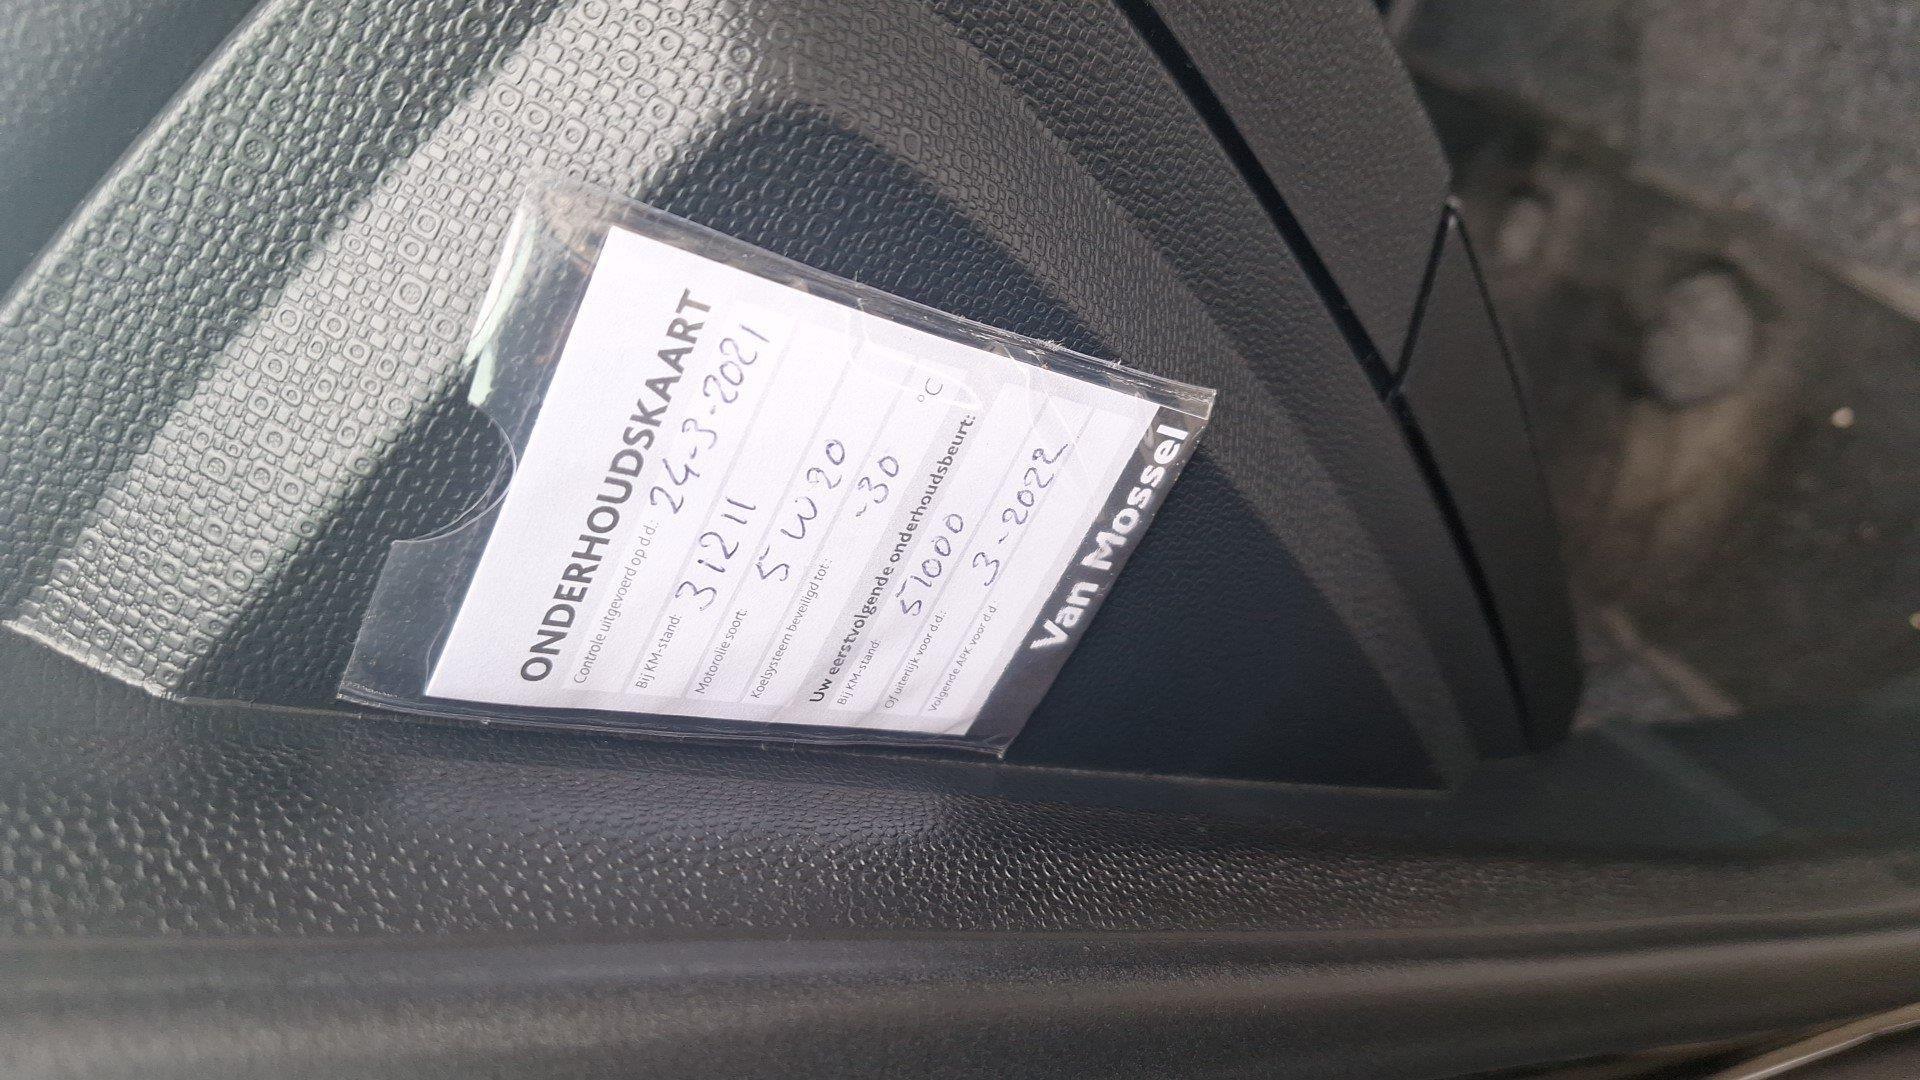 ONDERHOUDSKAART
Controle uitgevoerd op d.d.: 24-3-2021
Bij KM-stand: 31211
Motorolie soort: 5W20
Koelsysteem beveiligd tot: -30 °C
Uw eerstvolgende onderhoudsbeurt:
Bij KM-stand: 51000
Of uiterlijk voor d.d.: 3-2022
Volgende APK voor d.d.:
Van Mossel